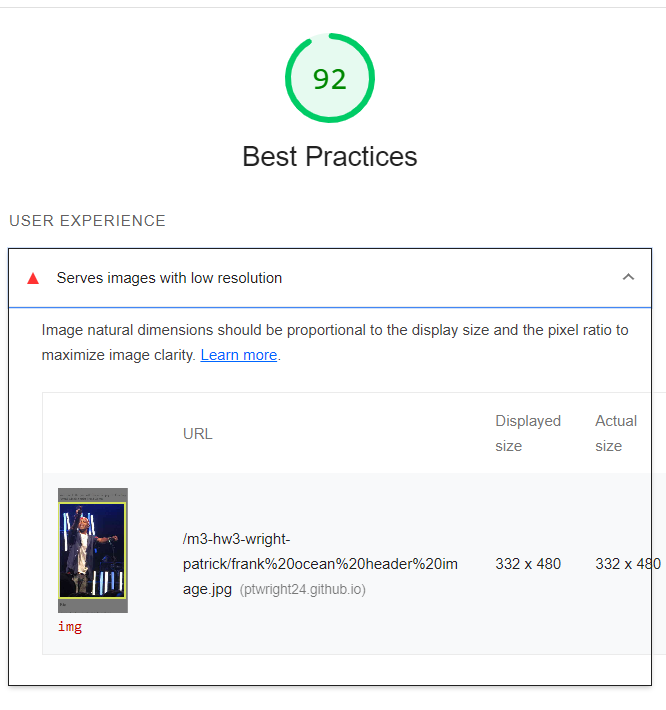 92
Best Practices
USER EXPERIENCE
Serves images with low resolution
Image natural dimensions should be proportional to the display size and the pixel ratio to
maximize image clarity. Learn more.
URL
Displayed
size
Actual
size
/m3-hw3-wright-
patrick/frank%20ocean%20header%20im
age.jpg (ptwright24.github.io)
332 x 480
332 x 480
img